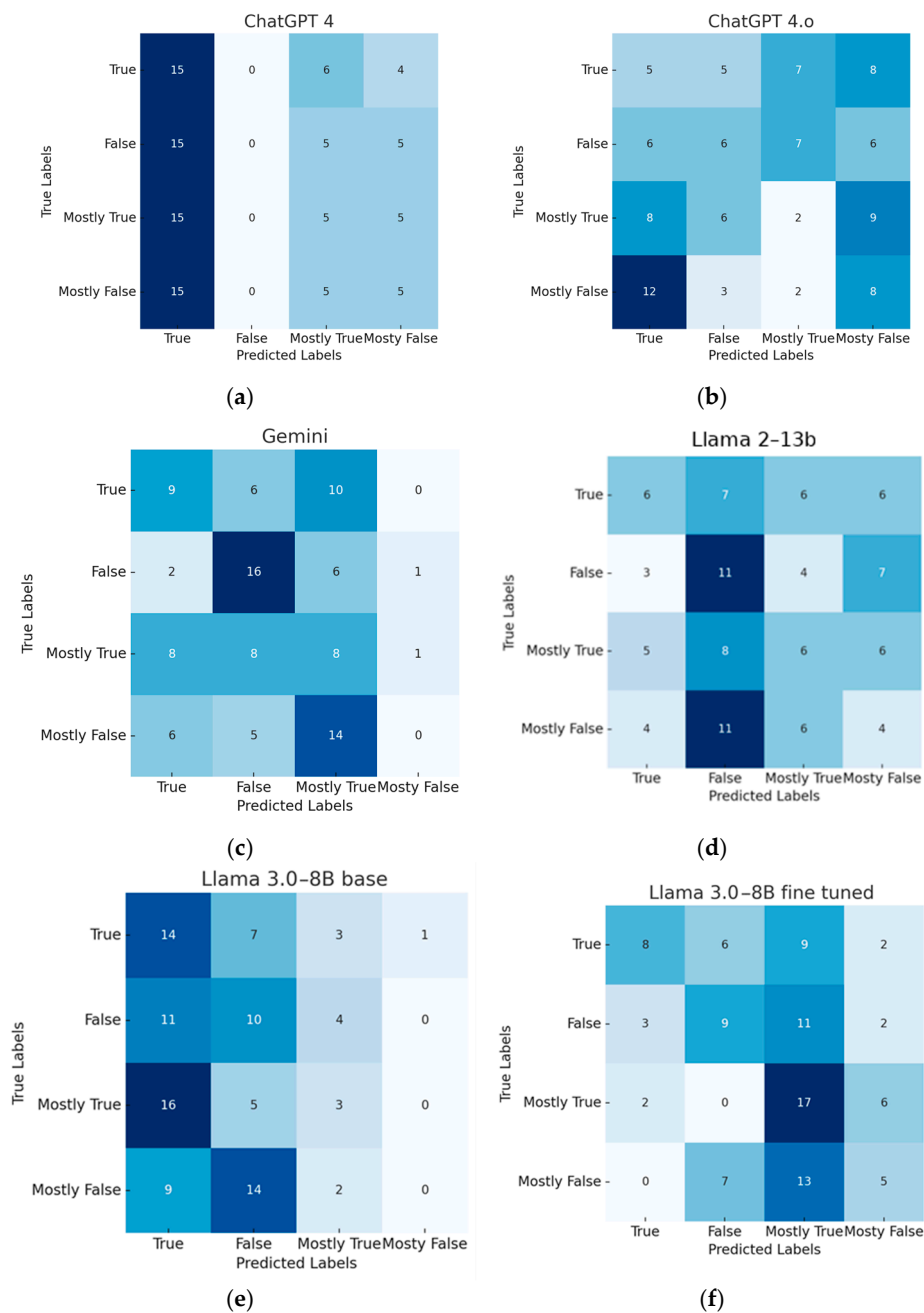 ChatGPT 4
True 15 0 6 4
False 15 0 5 5
Mostly True 15 0 5 5
Mostly False 15 0 5 5
True Labels
True False Mostly True Mosty False
Predicted Labels
(a)
ChatGPT 4.o
True 5 5 7 8
False 6 6 7 6
Mostly True 8 6 2 9
Mostly False 12 3 2 8
True Labels
True False Mostly True Mosty False
Predicted Labels
(b)
Gemini
True 9 6 10 0
False 2 16 6 1
Mostly True 8 8 8 1
Mostly False 6 5 14 0
True Labels
True False Mostly True Mosty False
Predicted Labels
(c)
Llama 2–13b
True 6 7 6 6
False 3 11 4 7
Mostly True 5 8 6 6
Mostly False 4 11 6 4
True Labels
True False Mostly True Mosty False
Predicted Labels
(d)
Llama 3.0–8B base
True 14 7 3 1
False 11 10 4 0
Mostly True 16 5 3 0
Mostly False 9 14 2 0
True Labels
True False Mostly True Mosty False
Predicted Labels
(e)
Llama 3.0–8B fine tuned
True 8 6 9 2
False 3 9 11 2
Mostly True 2 0 17 6
Mostly False 0 7 13 5
True Labels
True False Mostly True Mosty False
Predicted Labels
(f)